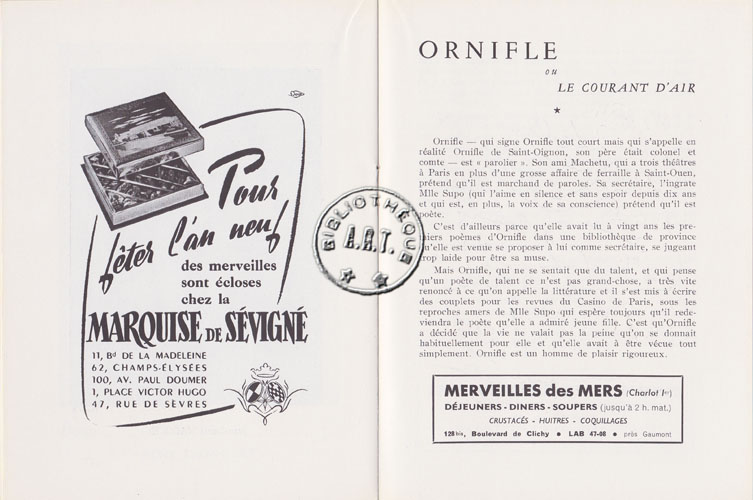 Pour
fêter l'an neuf
des merveilles
sont écloses
chez la
MARQUISE DE SÉVIGNÉ
11, Bd DE LA MADELEINE
62, CHAMPS-ÉLYSÉES
100, AV. PAUL DOUMER
1, PLACE VICTOR HUGO
47, RUE DE SÈVRES
BIBLIOTHÈQUE
A.R.T.
ORNIFLE
ou
LE COURANT D'AIR
*
Ornifle — qui signe Ornifle tout court mais qui s'appelle en
réalité Ornifle de Saint-Oignon, son père était colonel et
comte — est « parolier ». Son ami Machetu, qui a trois théâtres
à Paris en plus d'une grosse affaire de ferraille à Saint-Ouen,
prétend qu'il est marchand de paroles. Sa secrétaire, l'ingrate
Mlle Supo (qui l'aime en silence et sans espoir depuis dix ans
et qui est, en plus, la voix de sa conscience) prétend qu'il est
poète.
C'est d'ailleurs parce qu'elle avait lu à vingt ans les pre-
miers poèmes d'Ornifle dans une bibliothèque de province
qu'elle est venue se proposer à lui comme secrétaire, se jugeant
trop laide pour être sa muse.
Mais Ornifle, qui ne se sentait que du talent, et qui pense
qu'un poète de talent ce n'est pas grand-chose, a très vite
renoncé à ce qu'on appelle la littérature et il s'est mis à écrire
des couplets pour les revues du Casino de Paris, sous les
reproches amers de Mlle Supo qui espère toujours qu'il rede-
viendra le poète qu'elle a admiré jeune fille. C'est qu'Ornifle
a décidé que la vie ne valait pas la peine qu'on se donnait
habituellement pour elle et qu'elle avait à être vécue tout
simplement. Ornifle est un homme de plaisir rigoureux.
MERVEILLES des MERS (Charlot Ier)
DÉJEUNERS - DINERS - SOUPERS (jusqu'à 2 h. mat.)
CRUSTACÉS - HUITRES - COQUILLAGES
128 bis, Boulevard de Clichy • LAB 47-08 • près Gaumont